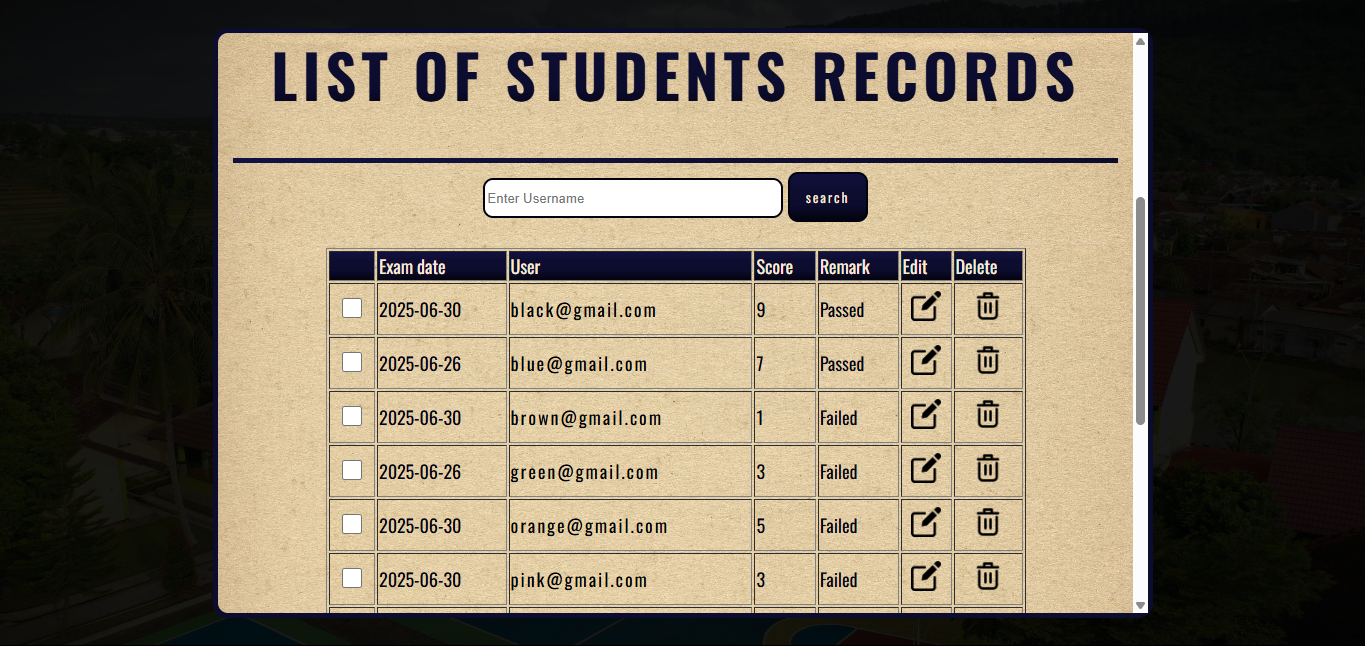 LIST OF STUDENTS RECORDS
Enter Username search
Exam date User Score Remark Edit Delete
2025-06-30 black@gmail.com 9 Passed
2025-06-26 blue@gmail.com 7 Passed
2025-06-30 brown@gmail.com 1 Failed
2025-06-26 green@gmail.com 3 Failed
2025-06-30 orange@gmail.com 5 Failed
2025-06-30 pink@gmail.com 3 Failed